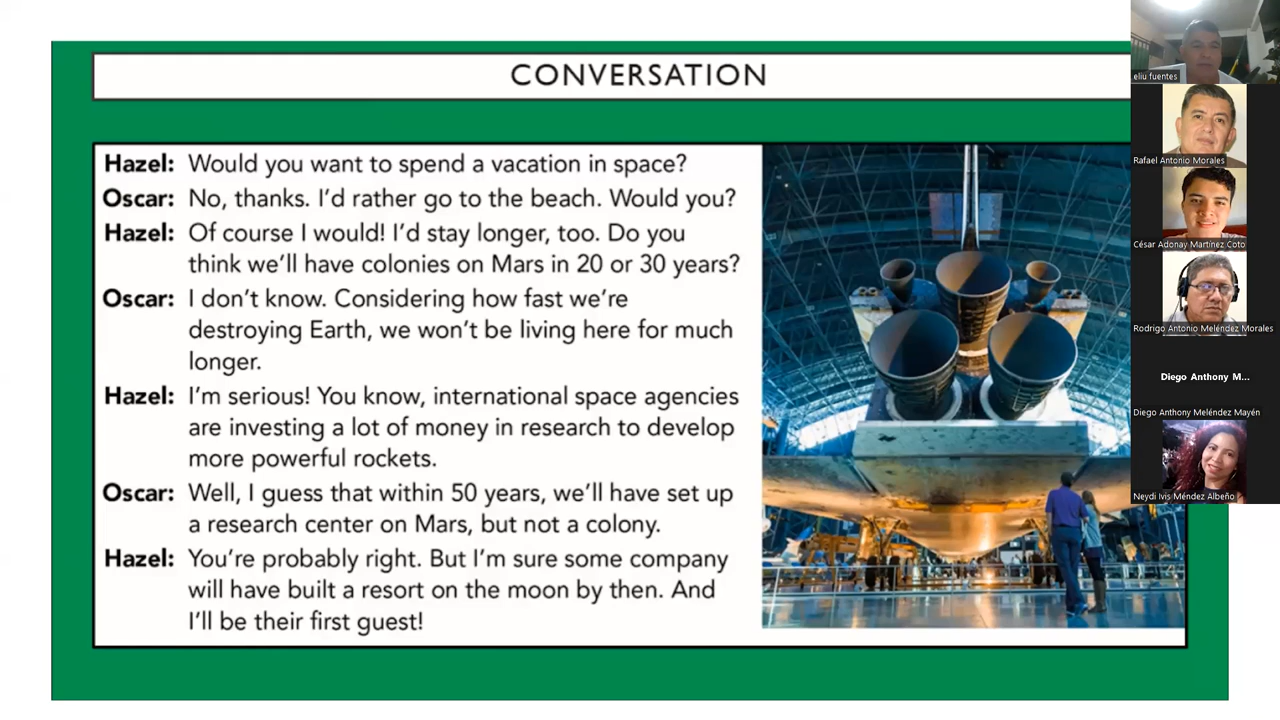 CONVERSATION
Hazel: Would you want to spend a vacation in space?
Oscar: No, thanks. I'd rather go to the beach. Would you?
Hazel: Of course I would! I'd stay longer, too. Do you
think we'll have colonies on Mars in 20 or 30 years?
Oscar: I don't know. Considering how fast we're
destroying Earth, we won't be living here for much
longer.
Hazel: I'm serious! You know, international space agencies
are investing a lot of money in research to develop
more powerful rockets.
Oscar: Well, I guess that within 50 years, we'll have set up
a research center on Mars, but not a colony.
Hazel: You're probably right. But I'm sure some company
will have built a resort on the moon by then. And
I'll be their first guest!
eliu fuentes
Rafael Antonio Morales
César Adonay Martínez Coto
Rodrigo Antonio Meléndez Morales
Diego Anthony M...
Diego Anthony Meléndez Mayén
Neydi Ivis Méndez Albeño